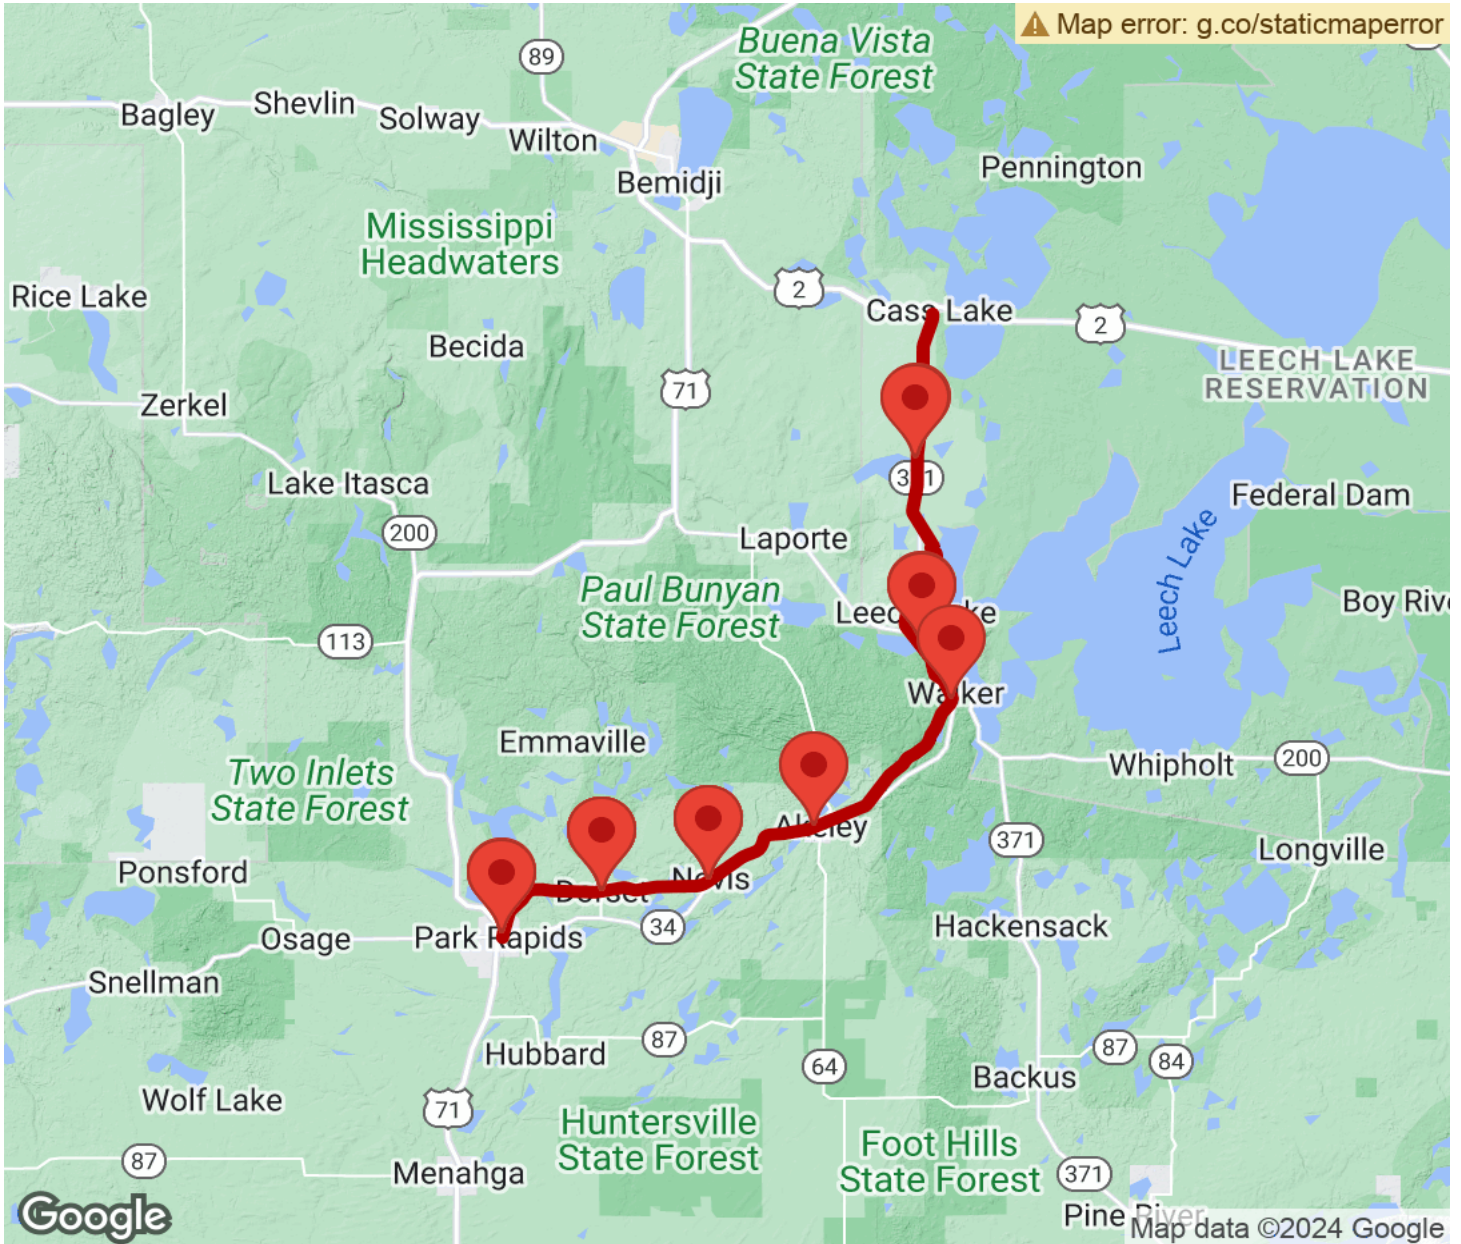 Map error: g.co/staticmaperror
Buena Vista
State Forest
89
Bagley
Shevlin
Solway
Wilton
Bemidji
Pennington
Mississippi
Headwaters
Rice Lake
2
Cass Lake
2
Becida
LEECH LAKE
RESERVATION
71
Zerkel
Lake Itasca
Federal Dam
200
Laporte
Leech Lake
Paul Bunyan
State Forest
Boy Riv
113
Walker
Emmaville
Whipholt
200
Two Inlets
State Forest
Akeley
371
Longville
Ponsford
Nevis
Dorset
34
Hackensack
Osage
Park Rapids
Snellman
87
Hubbard
64
87
84
Backus
Wolf Lake
71
Huntersville
State Forest
Foot Hills
State Forest
87
Menahga
371
Pine River
Google
Map data ©2024 Google